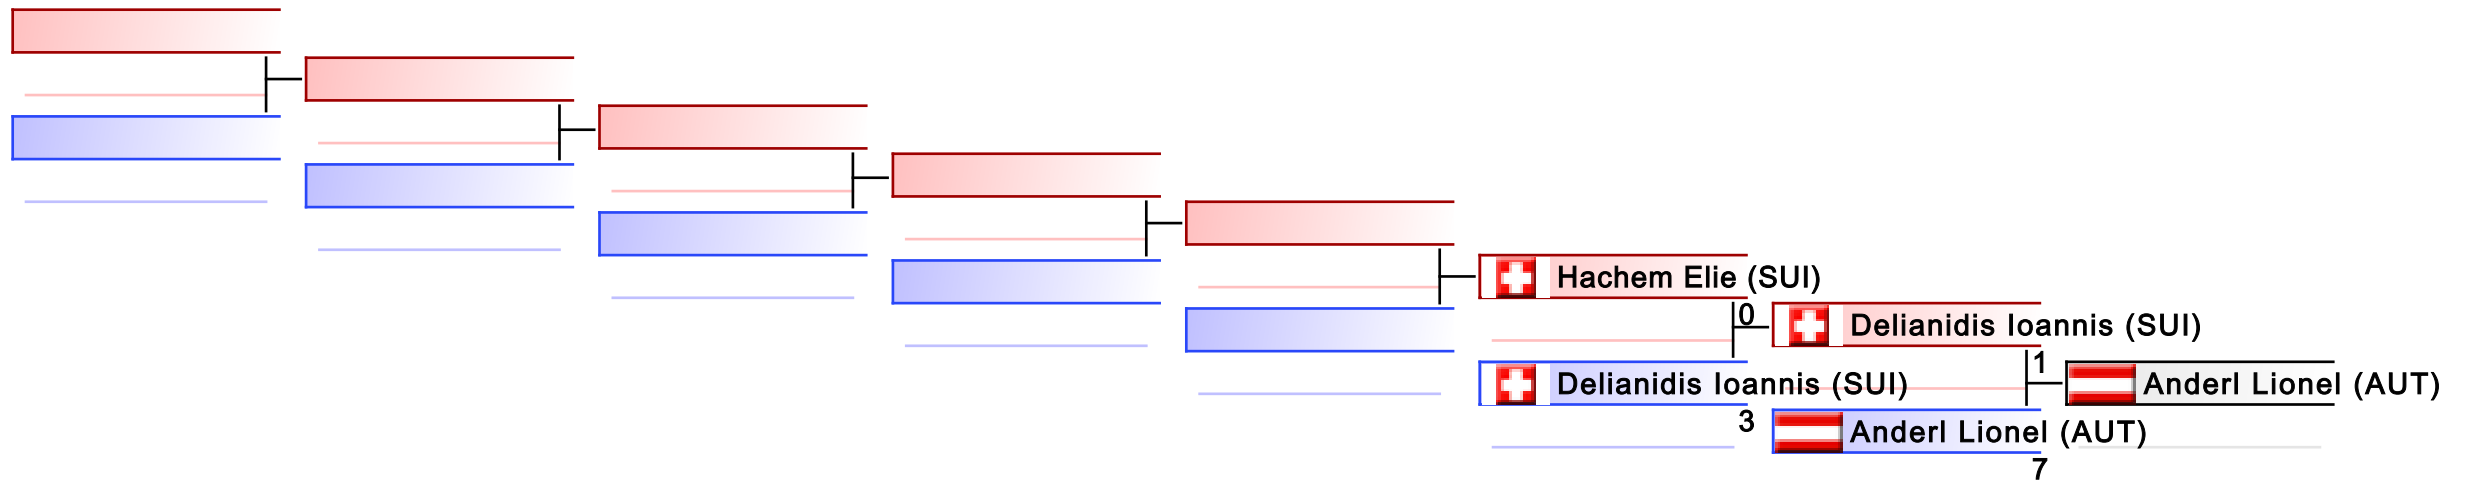 Hachem Elie (SUI)
0
Delianidis Ioannis (SUI)
1
Delianidis Ioannis (SUI)
Anderl Lionel (AUT)
3
Anderl Lionel (AUT)
7